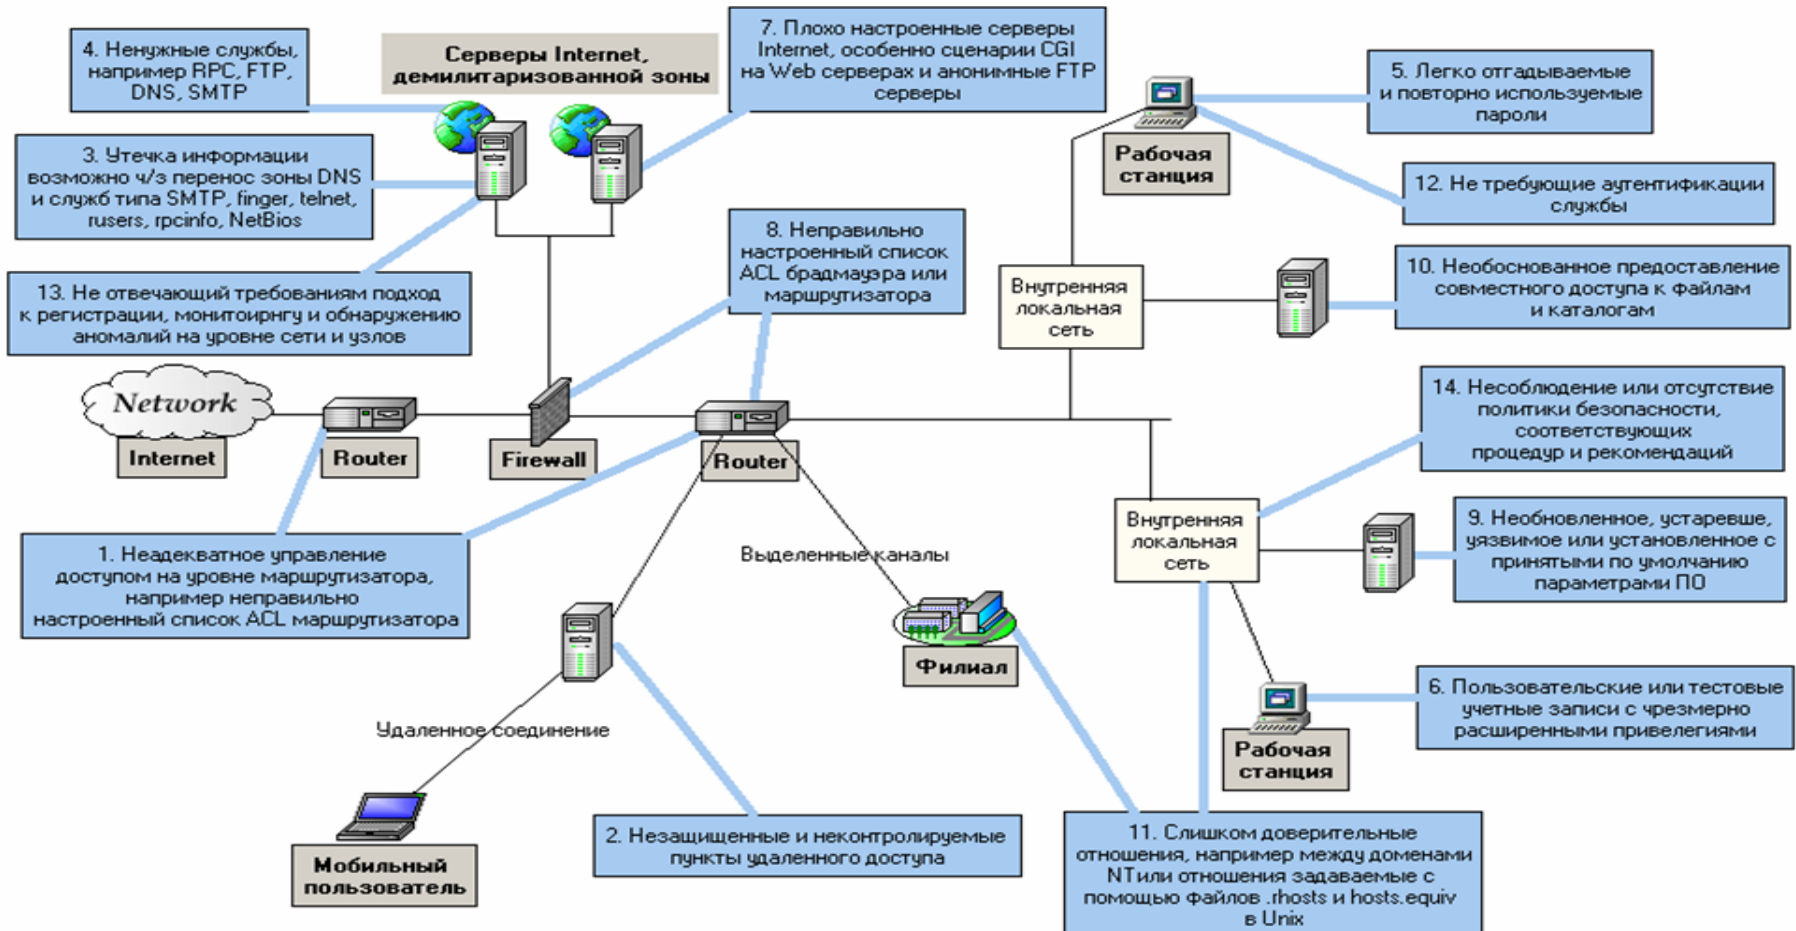 4. Ненужные службы,
например RPC, FTP,
DNS, SMTP
Серверы Internet,
демилитаризованной зоны
7. Плохо настроенные серверы
Internet, особенно сценарии CGI
на Web серверах и анонимные FTP
серверы
5. Легко отгадываемые
и повторно используемые
пароли
3. Утечка информации
возможно ч/з перенос зоны DNS
и служб типа SMTP, finger, telnet,
rusers, rpcinfo, NetBios
Рабочая
станция
12. Не требующие аутентификации
службы
8. Неправильно
настроенный список
ACL брадмауэра или
маршрутизатора
13. Не отвечающий требованиям подход
к регистрации, монитоирнгу и обнаружению
аномалий на уровне сети и узлов
Внутренняя
локальная
сеть
10. Необоснованное предоставление
совместного доступа к файлам
и каталогам
Network
Internet
Router
Firewall
Router
14. Несоблюдение или отсутствие
политики безопасности,
соответствующих
процедур и рекомендаций
1. Неадекватное управление
доступом на уровне маршрутизатора,
например неправильно
настроенный список ACL маршрутизатора
Выделенные каналы
Внутренняя
локальная
сеть
9. Необновленное, устаревше,
уязвимое или установленное с
принятыми по умолчанию
параметрами ПО
Филиал
6. Пользовательские или тестовые
учетные записи с чрезмерно
расширенными привелегиями
Удаленное соединение
Рабочая
станция
Мобильный
пользователь
2. Незащищенные и неконтролируемые
пункты удаленного доступа
11. Слишком доверительные
отношения, например между доменами
NT или отношения задаваемые с
помощью файлов .rhosts и hosts.equiv
в Unix